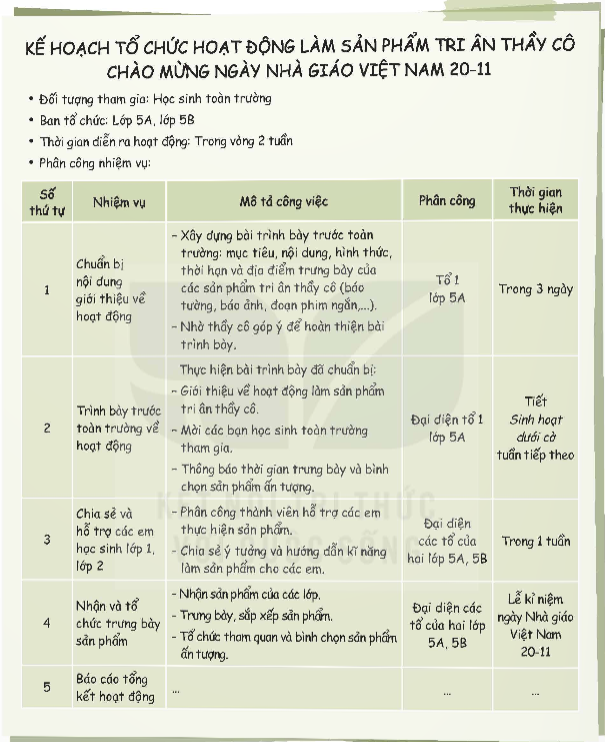 KẾ HOẠCH TỔ CHỨC HOẠT ĐỘNG LÀM SẢN PHẨM TRI ÂN THẦY CÔ
CHÀO MỪNG NGÀY NHÀ GIÁO VIỆT NAM 20-11
• Đối tượng tham gia: Học sinh toàn trường
• Ban tổ chức: Lớp 5A, lớp 5B
• Thời gian diễn ra hoạt động: Trong vòng 2 tuần
• Phân công nhiệm vụ:
Số
thứ tự
Nhiệm vụ
Mô tả công việc
Phân công
Thời gian
thực hiện
1
Chuẩn bị
nội dung
giới thiệu về
hoạt động
– Xây dựng bài trình bày trước toàn
trường: mục tiêu, nội dung, hình thức,
thời hạn và địa điểm trưng bày của
các sản phẩm tri ân thầy cô (báo
tường, báo ảnh, đoạn phim ngắn,...).
– Nhờ thầy cô góp ý để hoàn thiện bài
trình bày.
Tổ 1
lớp 5A
Trong 3 ngày
2
Trình bày trước
toàn trường về
hoạt động
Thực hiện bài trình bày đã chuẩn bị:
– Giới thiệu về hoạt động làm sản phẩm
tri ân thầy cô.
– Mời các bạn học sinh toàn trường
tham gia.
– Thông báo thời gian trưng bày và bình
chọn sản phẩm ấn tượng.
Đại diện tổ 1
lớp 5A
Tiết
Sinh hoạt
dưới cờ
tuần tiếp theo
3
Chia sẻ và
hỗ trợ các em
học sinh lớp 1,
lớp 2
– Phân công thành viên hỗ trợ các em
thực hiện sản phẩm.
– Chia sẻ ý tưởng và hướng dẫn kĩ năng
làm sản phẩm cho các em.
Đại diện
các tổ của
hai lớp 5A, 5B
Trong 1 tuần
4
Nhận và tổ
chức trưng bày
sản phẩm
– Nhận sản phẩm của các lớp.
– Trưng bày, sắp xếp sản phẩm.
– Tổ chức tham quan và bình chọn sản phẩm
ấn tượng.
Đại diện các
tổ của hai lớp
5A, 5B
Lễ kỉ niệm
ngày Nhà giáo
Việt Nam
20-11
5
Báo cáo tổng
kết hoạt động
...
...
...
KẾT NỐI TRI THỨC
VỚI CUỘC SỐNG